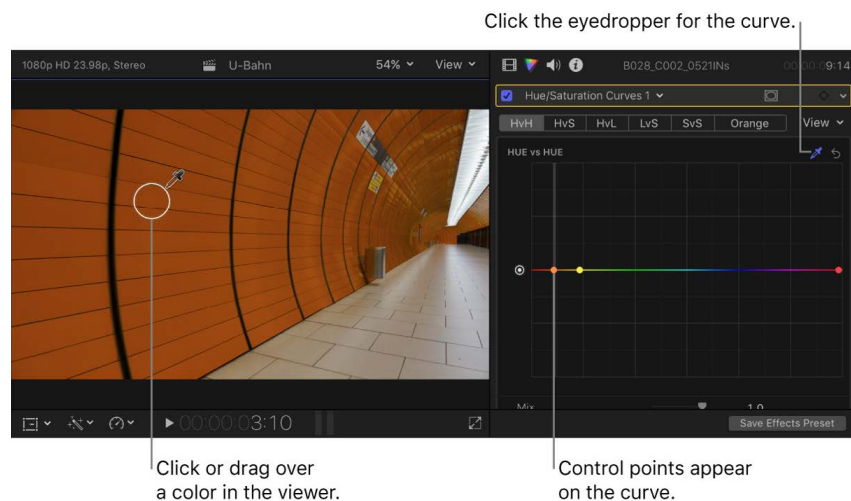 Click the eyedropper for the curve.
1080p HD 23.98p, Stereo
U-Bahn
54%
View
B028_C002_0521INs
00:00:09:14
Hue/Saturation Curves 1
HvH
HvS
HvL
LvS
SvS
Orange
View
HUE vs HUE
Mix
1.0
00:00:03:10
Save Effects Preset
Click or drag over
a color in the viewer.
Control points appear
on the curve.